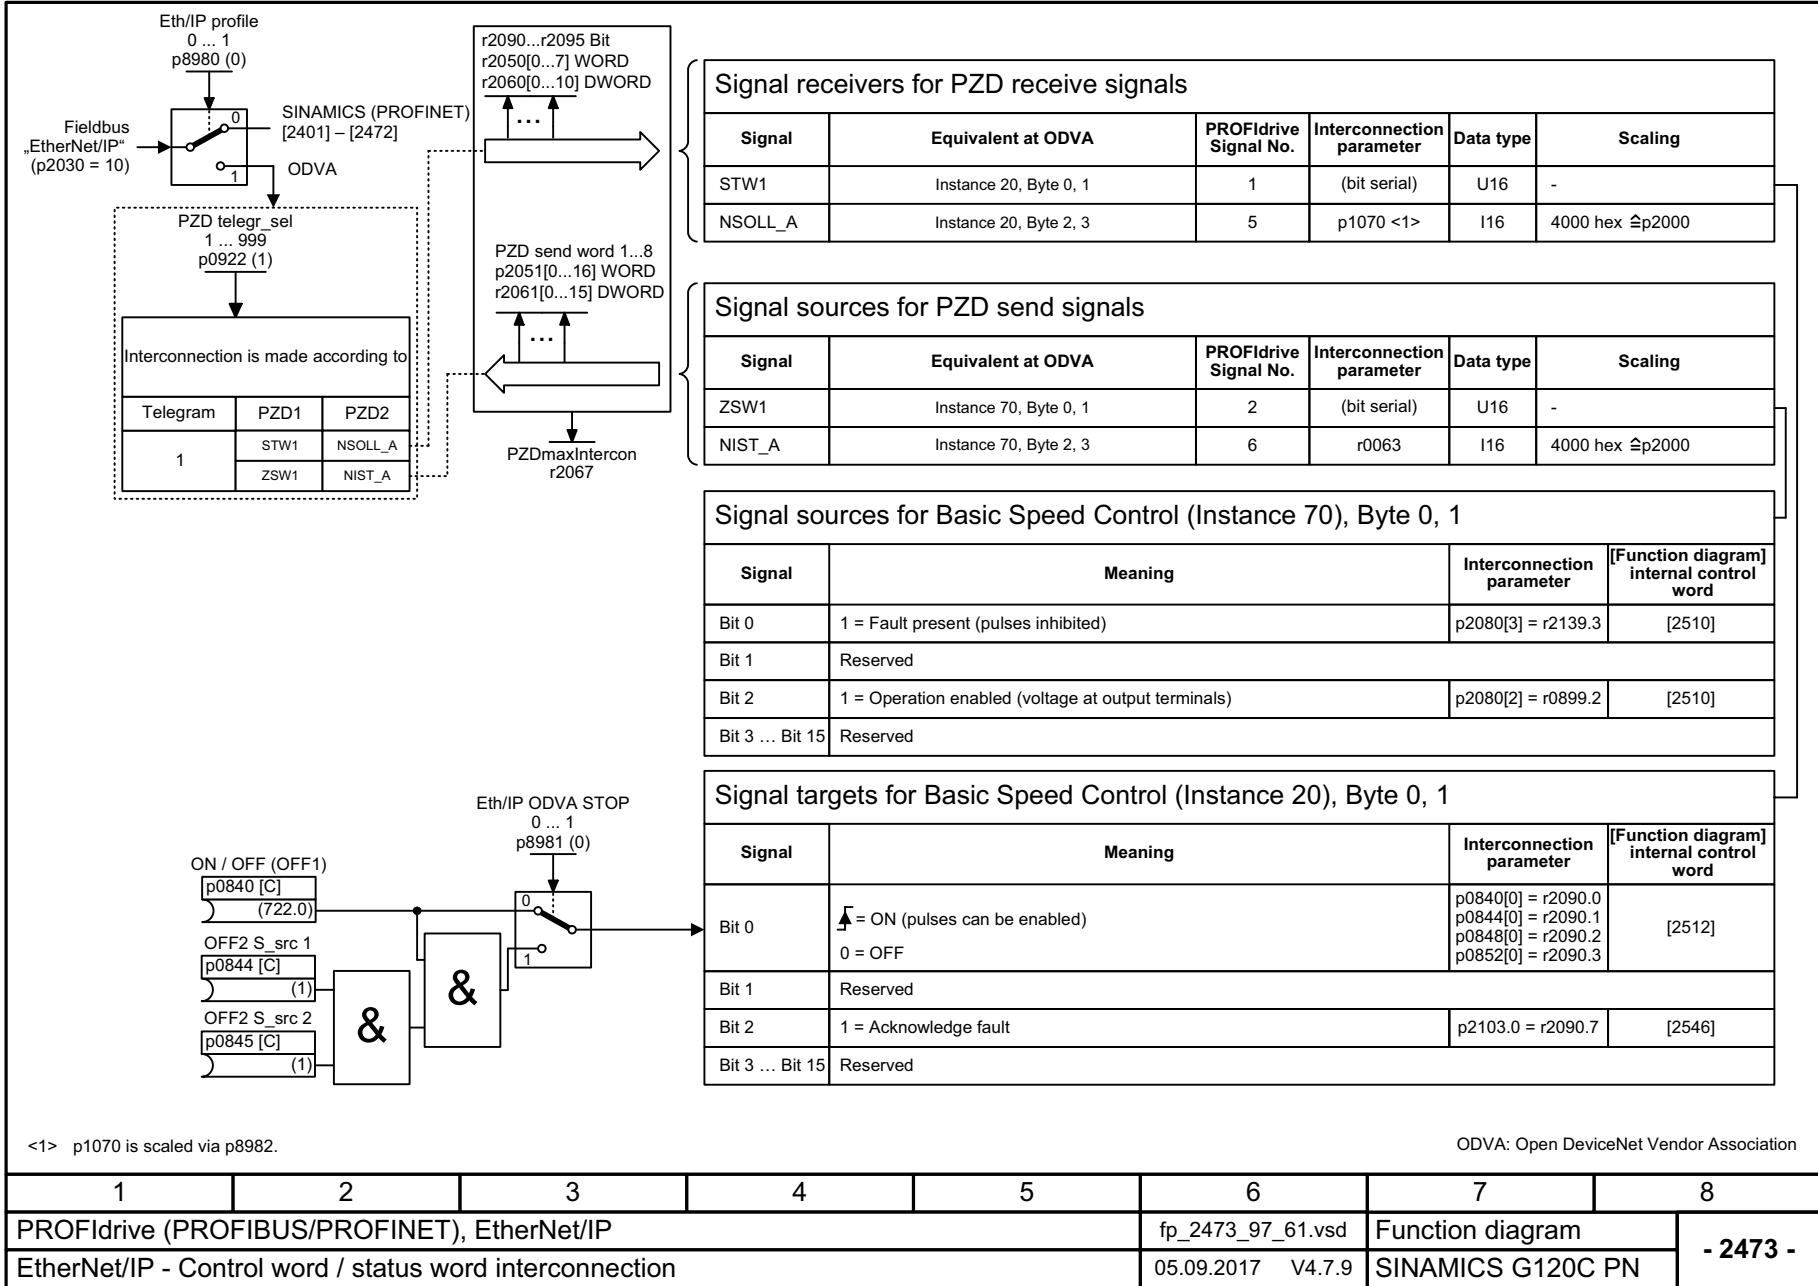 Eth/IP profile
0 ... 1
p8980 (0)
0
SINAMICS (PROFINET)
[2401] – [2472]
Fieldbus
„EtherNet/IP“
(p2030 = 10)
1
ODVA
PZD telegr_sel
1 ... 999
p0922 (1)
Interconnection is made according to
Telegram PZD1 PZD2
1 STW1 NSOLL_A
ZSW1 NIST_A
r2090...r2095 Bit
r2050[0...7] WORD
r2060[0...10] DWORD
...
PZD send word 1...8
p2051[0...16] WORD
r2061[0...15] DWORD
...
PZDmaxIntercon
r2067
Signal receivers for PZD receive signals
Signal Equivalent at ODVA PROFIdrive Signal No. Interconnection parameter Data type Scaling
STW1 Instance 20, Byte 0, 1 1 (bit serial) U16 -
NSOLL_A Instance 20, Byte 2, 3 5 p1070 <1> I16 4000 hex ≙p2000
Signal sources for PZD send signals
Signal Equivalent at ODVA PROFIdrive Signal No. Interconnection parameter Data type Scaling
ZSW1 Instance 70, Byte 0, 1 2 (bit serial) U16 -
NIST_A Instance 70, Byte 2, 3 6 r0063 I16 4000 hex ≙p2000
Signal sources for Basic Speed Control (Instance 70), Byte 0, 1
Signal Meaning Interconnection parameter [Function diagram] internal control word
Bit 0 1 = Fault present (pulses inhibited) p2080[3] = r2139.3 [2510]
Bit 1 Reserved
Bit 2 1 = Operation enabled (voltage at output terminals) p2080[2] = r0899.2 [2510]
Bit 3 … Bit 15 Reserved
Eth/IP ODVA STOP
0 ... 1
p8981 (0)
ON / OFF (OFF1)
p0840 [C]
(722.0)
OFF2 S_src 1
p0844 [C]
(1)
OFF2 S_src 2
p0845 [C]
(1)
&
&
0
1
Signal targets for Basic Speed Control (Instance 20), Byte 0, 1
Signal Meaning Interconnection parameter [Function diagram] internal control word
Bit 0 = ON (pulses can be enabled)
0 = OFF
p0840[0] = r2090.0
p0844[0] = r2090.1
p0848[0] = r2090.2
p0852[0] = r2090.3
[2512]
Bit 1 Reserved
Bit 2 1 = Acknowledge fault p2103.0 = r2090.7 [2546]
Bit 3 … Bit 15 Reserved
<1> p1070 is scaled via p8982.
ODVA: Open DeviceNet Vendor Association
1 2 3 4 5 6 7 8
PROFIdrive (PROFIBUS/PROFINET), EtherNet/IP fp_2473_97_61.vsd Function diagram
- 2473 -
EtherNet/IP - Control word / status word interconnection 05.09.2017 V4.7.9 SINAMICS G120C PN